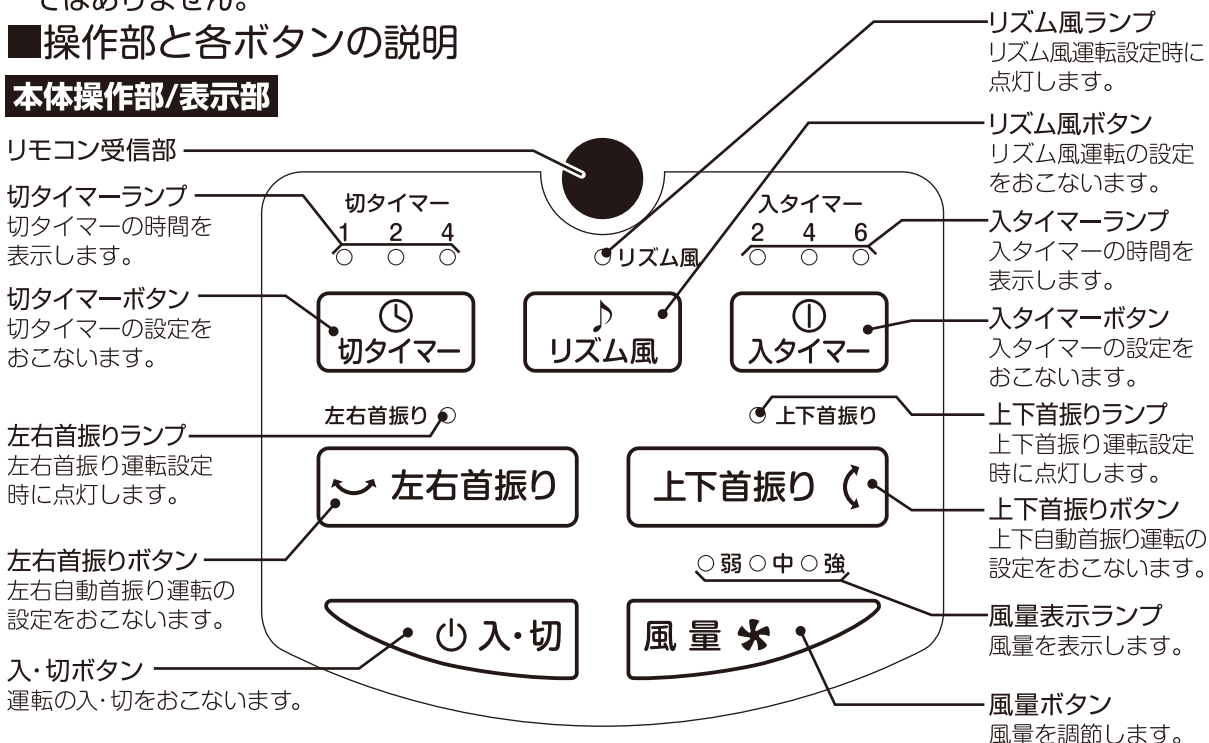 ではありません。
■操作部と各ボタンの説明
本体操作部/表示部
リモコン受信部
切タイマーランプ
切タイマーの時間を
表示します。
切タイマーボタン
切タイマーの設定を
おこないます。
左右首振りランプ
左右首振り運転設定
時に点灯します。
左右首振りボタン
左右自動首振り運転の
設定をおこないます。
入・切ボタン
運転の入・切をおこないます。
切タイマー
1 2 4
リズム風
入タイマー
2 4 6
切タイマー
リズム風
入タイマー
左右首振り
上下首振り
左右首振り
上下首振り
弱 中 強
入・切
風量
リズム風ランプ
リズム風運転設定時に
点灯します。
リズム風ボタン
リズム風運転の設定
をおこないます。
入タイマーランプ
入タイマーの時間を
表示します。
入タイマーボタン
入タイマーの設定を
おこないます。
上下首振りランプ
上下首振り運転設定
時に点灯します。
上下首振りボタン
上下自動首振り運転の
設定をおこないます。
風量表示ランプ
風量を表示します。
風量ボタン
風量を調節します。